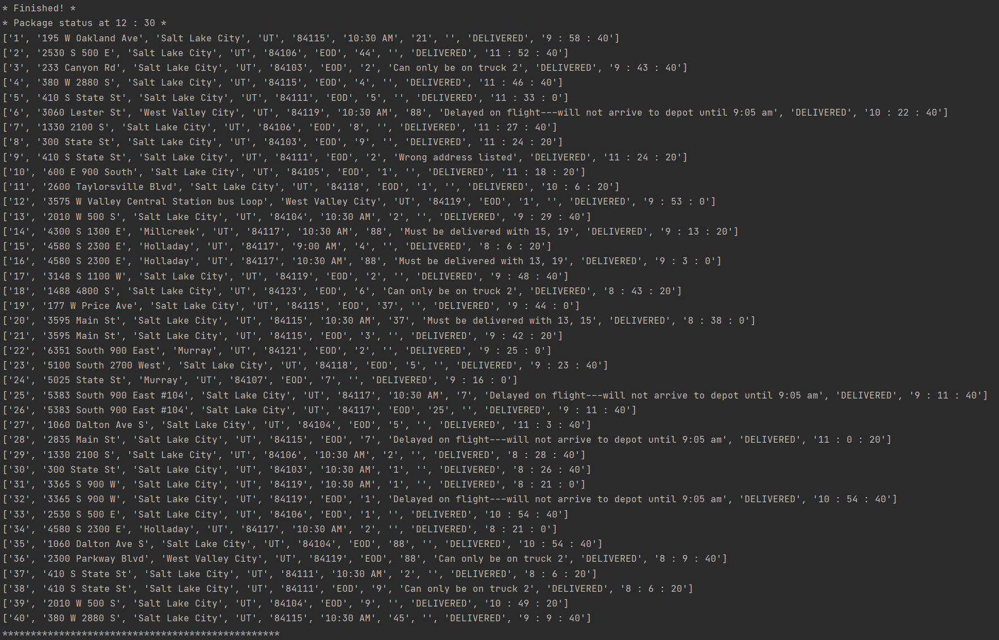 * Finished! *
* Package status at 12 : 30 *
['1', '195 W Oakland Ave', 'Salt Lake City', 'UT', '84115', '10:30 AM', '21', '', 'DELIVERED', '9 : 58 : 40']
['2', '2530 S 500 E', 'Salt Lake City', 'UT', '84106', 'EOD', '44', '', 'DELIVERED', '11 : 52 : 40']
['3', '233 Canyon Rd', 'Salt Lake City', 'UT', '84103', 'EOD', '2', 'Can only be on truck 2', 'DELIVERED', '9 : 43 : 40']
['4', '380 W 2880 S', 'Salt Lake City', 'UT', '84115', 'EOD', '4', '', 'DELIVERED', '11 : 46 : 40']
['5', '410 S State St', 'Salt Lake City', 'UT', '84111', 'EOD', '5', '', 'DELIVERED', '11 : 33 : 0']
['6', '3060 Lester St', 'West Valley City', 'UT', '84119', '10:30 AM', '88', 'Delayed on flight---will not arrive to depot until 9:05 am', 'DELIVERED', '10 : 22 : 40']
['7', '1330 2100 S', 'Salt Lake City', 'UT', '84106', 'EOD', '8', '', 'DELIVERED', '11 : 27 : 40']
['8', '300 State St', 'Salt Lake City', 'UT', '84103', 'EOD', '9', '', 'DELIVERED', '11 : 24 : 20']
['9', '410 S State St', 'Salt Lake City', 'UT', '84111', 'EOD', '2', 'Wrong address listed', 'DELIVERED', '11 : 24 : 20']
['10', '600 E 900 South', 'Salt Lake City', 'UT', '84105', 'EOD', '1', '', 'DELIVERED', '11 : 18 : 20']
['11', '2600 Taylorsville Blvd', 'Salt Lake City', 'UT', '84118', 'EOD', '1', '', 'DELIVERED', '10 : 6 : 20']
['12', '3575 W Valley Central Station bus Loop', 'West Valley City', 'UT', '84119', 'EOD', '1', '', 'DELIVERED', '9 : 53 : 0']
['13', '2010 W 500 S', 'Salt Lake City', 'UT', '84104', '10:30 AM', '2', '', 'DELIVERED', '9 : 29 : 40']
['14', '4300 S 1300 E', 'Millcreek', 'UT', '84117', '10:30 AM', '88', 'Must be delivered with 15, 19', 'DELIVERED', '9 : 13 : 20']
['15', '4580 S 2300 E', 'Holladay', 'UT', '84117', '9:00 AM', '4', '', 'DELIVERED', '8 : 6 : 20']
['16', '4580 S 2300 E', 'Holladay', 'UT', '84117', '10:30 AM', '88', 'Must be delivered with 13, 19', 'DELIVERED', '9 : 3 : 0']
['17', '3148 S 1100 W', 'Salt Lake City', 'UT', '84119', 'EOD', '2', '', 'DELIVERED', '9 : 48 : 40']
['18', '1488 4800 S', 'Salt Lake City', 'UT', '84123', 'EOD', '6', 'Can only be on truck 2', 'DELIVERED', '8 : 43 : 20']
['19', '177 W Price Ave', 'Salt Lake City', 'UT', '84115', 'EOD', '37', '', 'DELIVERED', '9 : 44 : 0']
['20', '3595 Main St', 'Salt Lake City', 'UT', '84115', '10:30 AM', '37', 'Must be delivered with 13, 15', 'DELIVERED', '8 : 38 : 0']
['21', '3595 Main St', 'Salt Lake City', 'UT', '84115', 'EOD', '3', '', 'DELIVERED', '9 : 42 : 20']
['22', '6351 South 900 East', 'Murray', 'UT', '84121', 'EOD', '2', '', 'DELIVERED', '9 : 25 : 0']
['23', '5100 South 2700 West', 'Salt Lake City', 'UT', '84118', 'EOD', '5', '', 'DELIVERED', '9 : 23 : 40']
['24', '5025 State St', 'Murray', 'UT', '84107', 'EOD', '7', '', 'DELIVERED', '9 : 16 : 0']
['25', '5383 South 900 East #104', 'Salt Lake City', 'UT', '84117', '10:30 AM', '7', 'Delayed on flight---will not arrive to depot until 9:05 am', 'DELIVERED', '9 : 11 : 40']
['26', '5383 South 900 East #104', 'Salt Lake City', 'UT', '84117', 'EOD', '25', '', 'DELIVERED', '9 : 11 : 40']
['27', '1060 Dalton Ave S', 'Salt Lake City', 'UT', '84104', 'EOD', '5', '', 'DELIVERED', '11 : 3 : 40']
['28', '2835 Main St', 'Salt Lake City', 'UT', '84115', 'EOD', '7', 'Delayed on flight---will not arrive to depot until 9:05 am', 'DELIVERED', '11 : 0 : 20']
['29', '1330 2100 S', 'Salt Lake City', 'UT', '84106', '10:30 AM', '2', '', 'DELIVERED', '8 : 28 : 40']
['30', '300 State St', 'Salt Lake City', 'UT', '84103', '10:30 AM', '1', '', 'DELIVERED', '8 : 26 : 40']
['31', '3365 S 900 W', 'Salt Lake City', 'UT', '84119', '10:30 AM', '1', '', 'DELIVERED', '8 : 21 : 0']
['32', '3365 S 900 W', 'Salt Lake City', 'UT', '84119', 'EOD', '1', 'Delayed on flight---will not arrive to depot until 9:05 am', 'DELIVERED', '10 : 54 : 40']
['33', '2530 S 500 E', 'Salt Lake City', 'UT', '84106', 'EOD', '1', '', 'DELIVERED', '10 : 54 : 40']
['34', '4580 S 2300 E', 'Holladay', 'UT', '84117', '10:30 AM', '2', '', 'DELIVERED', '8 : 21 : 0']
['35', '1060 Dalton Ave S', 'Salt Lake City', 'UT', '84104', 'EOD', '88', '', 'DELIVERED', '10 : 54 : 40']
['36', '2300 Parkway Blvd', 'West Valley City', 'UT', '84119', 'EOD', '88', 'Can only be on truck 2', 'DELIVERED', '8 : 9 : 40']
['37', '410 S State St', 'Salt Lake City', 'UT', '84111', '10:30 AM', '2', '', 'DELIVERED', '8 : 6 : 20']
['38', '410 S State St', 'Salt Lake City', 'UT', '84111', 'EOD', '9', 'Can only be on truck 2', 'DELIVERED', '8 : 6 : 20']
['39', '2010 W 500 S', 'Salt Lake City', 'UT', '84104', 'EOD', '9', '', 'DELIVERED', '10 : 49 : 20']
['40', '380 W 2880 S', 'Salt Lake City', 'UT', '84115', '10:30 AM', '45', '', 'DELIVERED', '9 : 9 : 40']
*************************************************